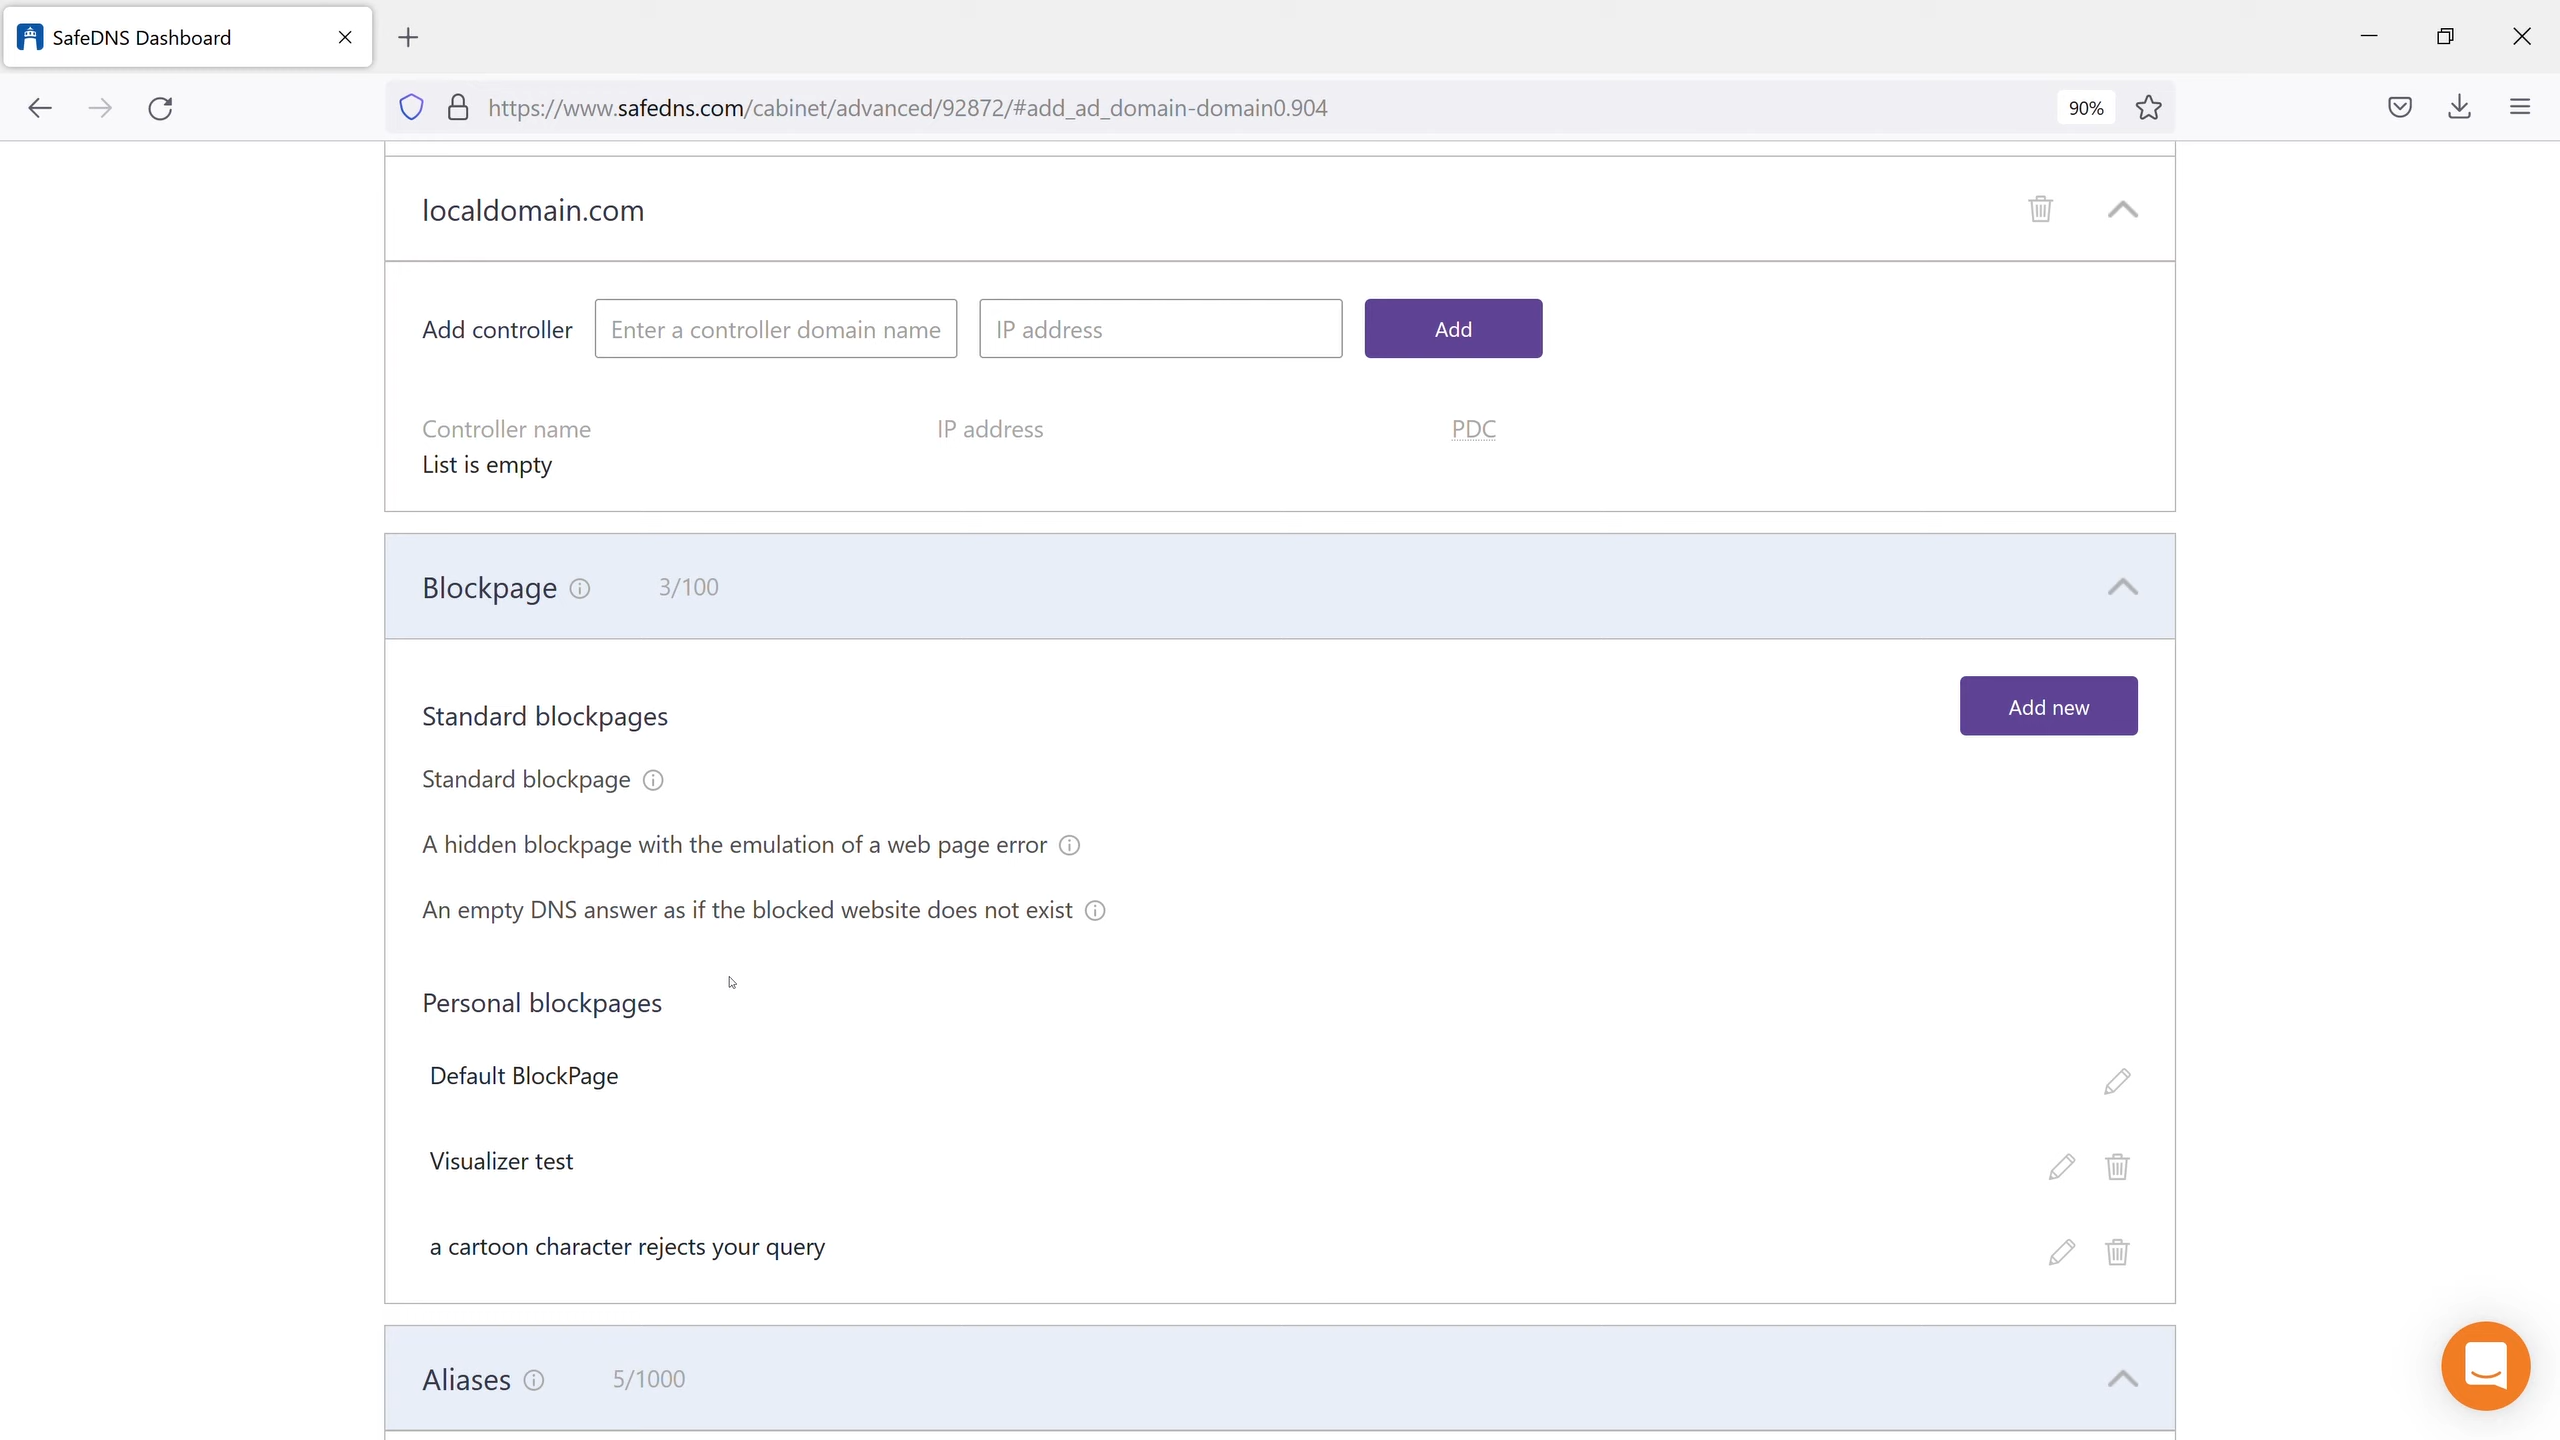 SafeDNS Dashboard
https://www.safedns.com/cabinet/advanced/92872/#add_ad_domain-domain0.904
90%
localdomain.com
Add controller
Enter a controller domain name
IP address
Add
Controller name
IP address
PDC
List is empty
Blockpage
3/100
Standard blockpages
Add new
Standard blockpage
A hidden blockpage with the emulation of a web page error
An empty DNS answer as if the blocked website does not exist
Personal blockpages
Default BlockPage
Visualizer test
a cartoon character rejects your query
Aliases
5/1000